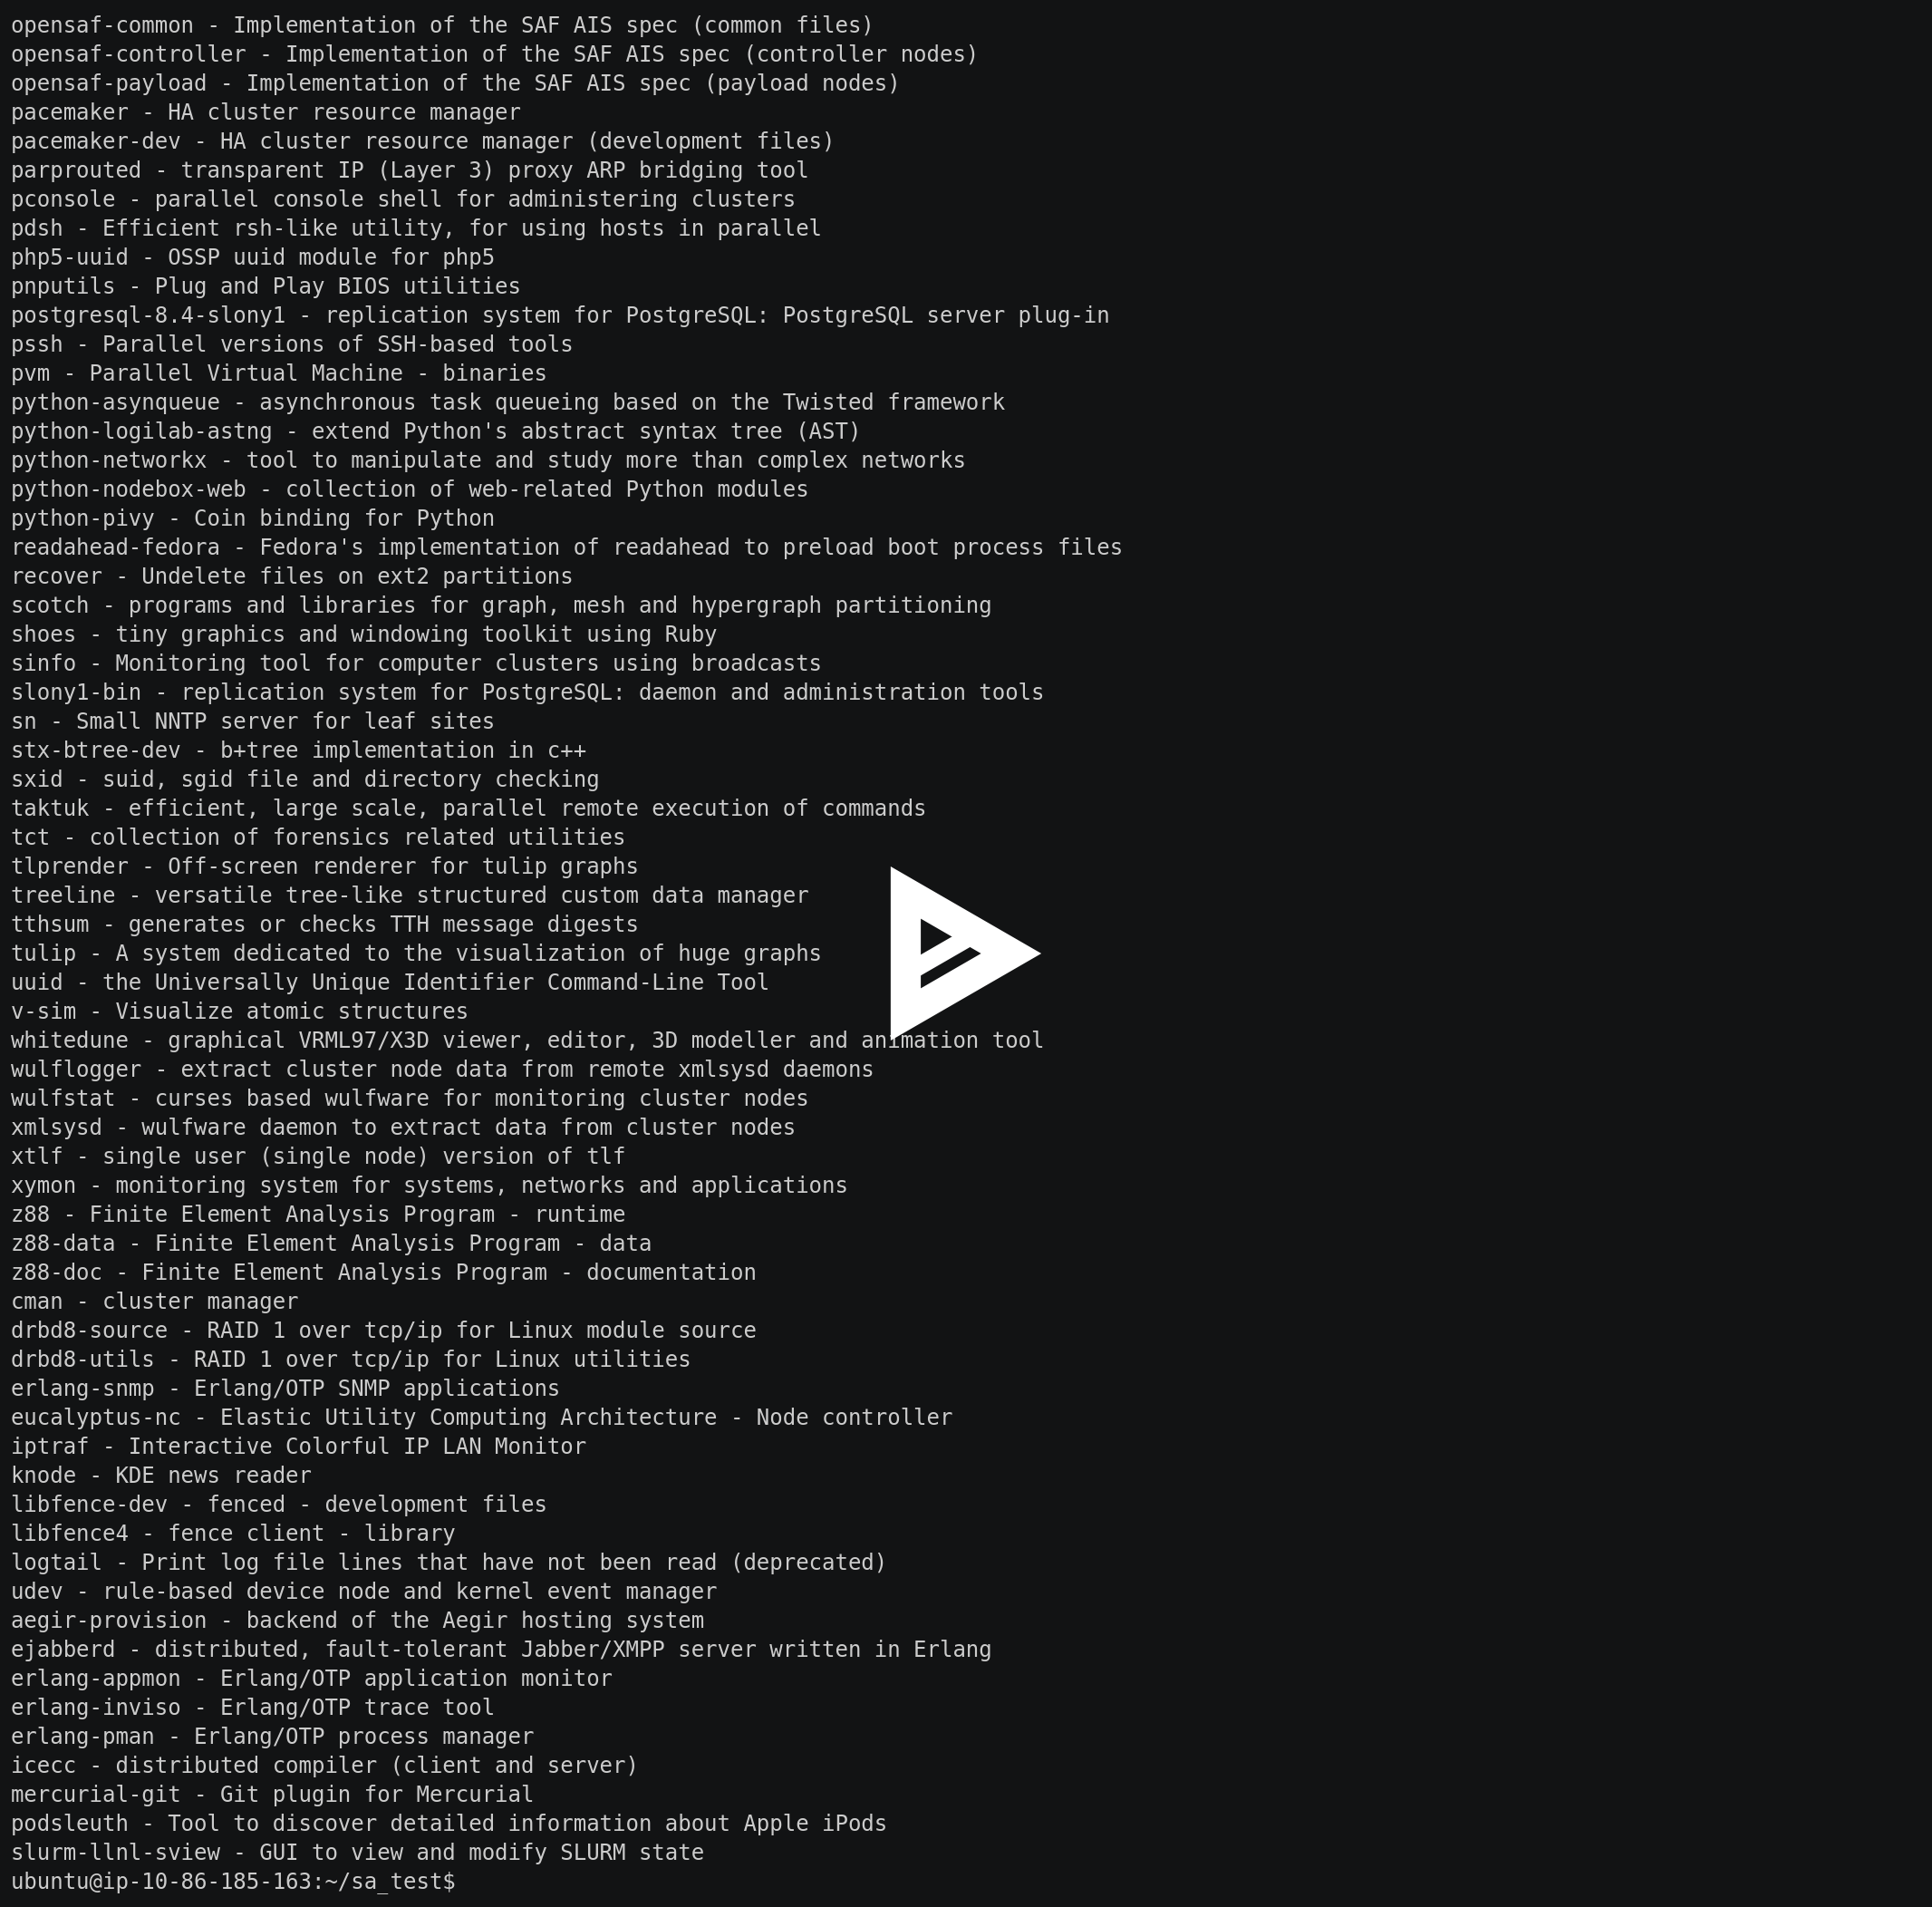 opensaf-common - Implementation of the SAF AIS spec (common files)
opensaf-controller - Implementation of the SAF AIS spec (controller nodes)
opensaf-payload - Implementation of the SAF AIS spec (payload nodes)
pacemaker - HA cluster resource manager
pacemaker-dev - HA cluster resource manager (development files)
parprouted - transparent IP (Layer 3) proxy ARP bridging tool
pconsole - parallel console shell for administering clusters
pdsh - Efficient rsh-like utility, for using hosts in parallel
php5-uuid - OSSP uuid module for php5
pnputils - Plug and Play BIOS utilities
postgresql-8.4-slony1 - replication system for PostgreSQL: PostgreSQL server plug-in
pssh - Parallel versions of SSH-based tools
pvm - Parallel Virtual Machine - binaries
python-asynqueue - asynchronous task queueing based on the Twisted framework
python-logilab-astng - extend Python's abstract syntax tree (AST)
python-networkx - tool to manipulate and study more than complex networks
python-nodebox-web - collection of web-related Python modules
python-pivy - Coin binding for Python
readahead-fedora - Fedora's implementation of readahead to preload boot process files
recover - Undelete files on ext2 partitions
scotch - programs and libraries for graph, mesh and hypergraph partitioning
shoes - tiny graphics and windowing toolkit using Ruby
sinfo - Monitoring tool for computer clusters using broadcasts
slony1-bin - replication system for PostgreSQL: daemon and administration tools
sn - Small NNTP server for leaf sites
stx-btree-dev - b+tree implementation in c++
sxid - suid, sgid file and directory checking
taktuk - efficient, large scale, parallel remote execution of commands
tct - collection of forensics related utilities
tlprender - Off-screen renderer for tulip graphs
treeline - versatile tree-like structured custom data manager
tthsum - generates or checks TTH message digests
tulip - A system dedicated to the visualization of huge graphs
uuid - the Universally Unique Identifier Command-Line Tool
v-sim - Visualize atomic structures
whitedune - graphical VRML97/X3D viewer, editor, 3D modeller and animation tool
wulflogger - extract cluster node data from remote xmlsysd daemons
wulfstat - curses based wulfware for monitoring cluster nodes
xmlsysd - wulfware daemon to extract data from cluster nodes
xtlf - single user (single node) version of tlf
xymon - monitoring system for systems, networks and applications
z88 - Finite Element Analysis Program - runtime
z88-data - Finite Element Analysis Program - data
z88-doc - Finite Element Analysis Program - documentation
cman - cluster manager
drbd8-source - RAID 1 over tcp/ip for Linux module source
drbd8-utils - RAID 1 over tcp/ip for Linux utilities
erlang-snmp - Erlang/OTP SNMP applications
eucalyptus-nc - Elastic Utility Computing Architecture - Node controller
iptraf - Interactive Colorful IP LAN Monitor
knode - KDE news reader
libfence-dev - fenced - development files
libfence4 - fence client - library
logtail - Print log file lines that have not been read (deprecated)
udev - rule-based device node and kernel event manager
aegir-provision - backend of the Aegir hosting system
ejabberd - distributed, fault-tolerant Jabber/XMPP server written in Erlang
erlang-appmon - Erlang/OTP application monitor
erlang-inviso - Erlang/OTP trace tool
erlang-pman - Erlang/OTP process manager
icecc - distributed compiler (client and server)
mercurial-git - Git plugin for Mercurial
podsleuth - Tool to discover detailed information about Apple iPods
slurm-llnl-sview - GUI to view and modify SLURM state
ubuntu@ip-10-86-185-163:~/sa_test$